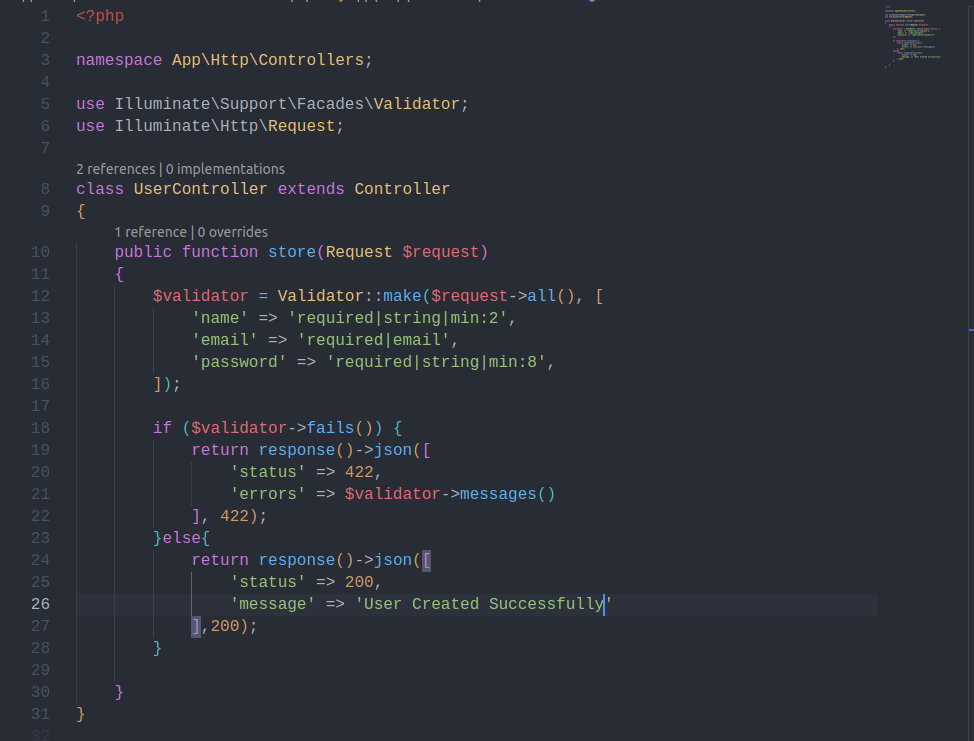 1 <?php
2
3 namespace App\Http\Controllers;
4
5 use Illuminate\Support\Facades\Validator;
6 use Illuminate\Http\Request;
7
2 references | 0 implementations
8 class UserController extends Controller
9 {
1 reference | 0 overrides
10     public function store(Request $request)
11     {
12         $validator = Validator::make($request->all(), [
13             'name' => 'required|string|min:2',
14             'email' => 'required|email',
15             'password' => 'required|string|min:8',
16         ]);
17
18         if ($validator->fails()) {
19             return response()->json([
20                 'status' => 422,
21                 'errors' => $validator->messages()
22             ], 422);
23         }else{
24             return response()->json([
25                 'status' => 200,
26                 'message' => 'User Created Successfully'
27             ],200);
28         }
29
30     }
31 }
32